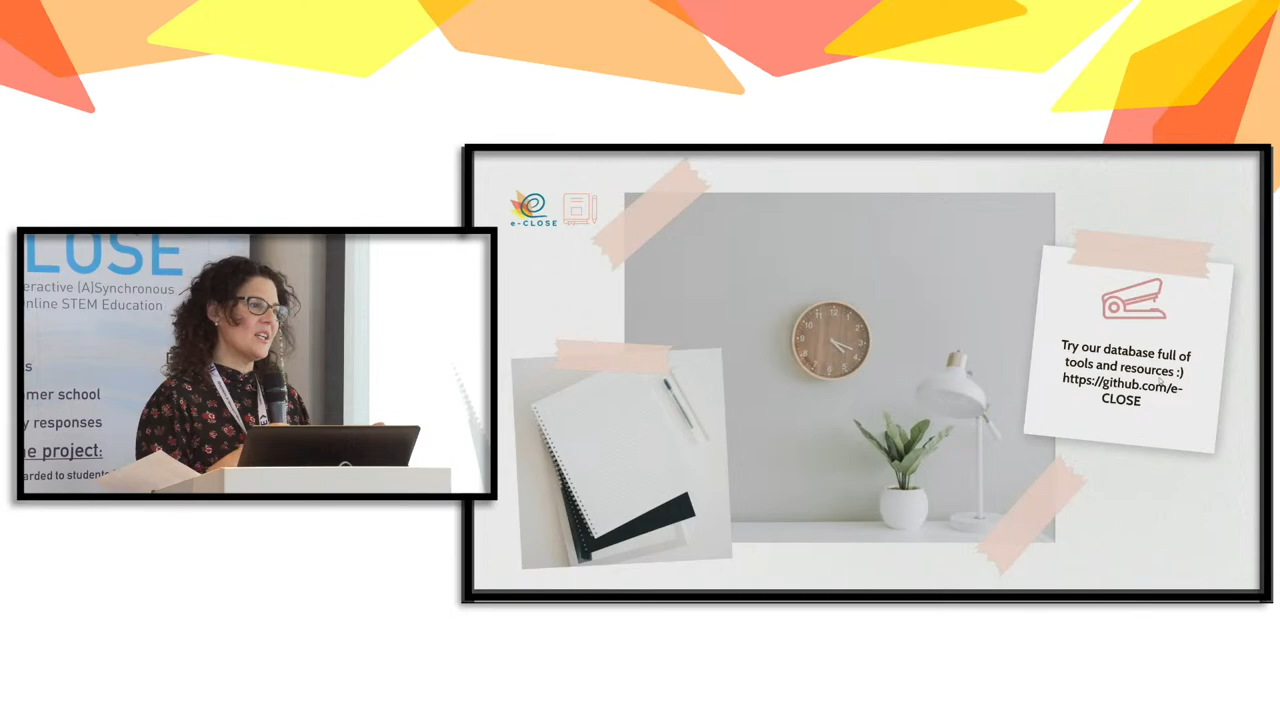 LOSE
eractive (A)Synchronous
nline STEM Education
s
mer school
y responses
e project:
arded to students
e-CLOSE
Try our database full of
tools and resources :)
https://github.com/e-
CLOSE